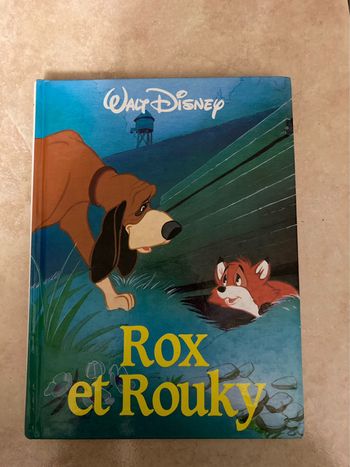 Walt Disney
Rox
et Rouky